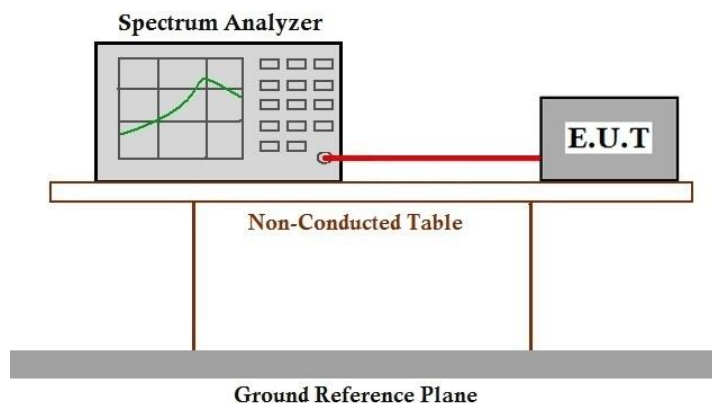 Spectrum Analyzer
E.U.T
Non-Conducted Table
Ground Reference Plane